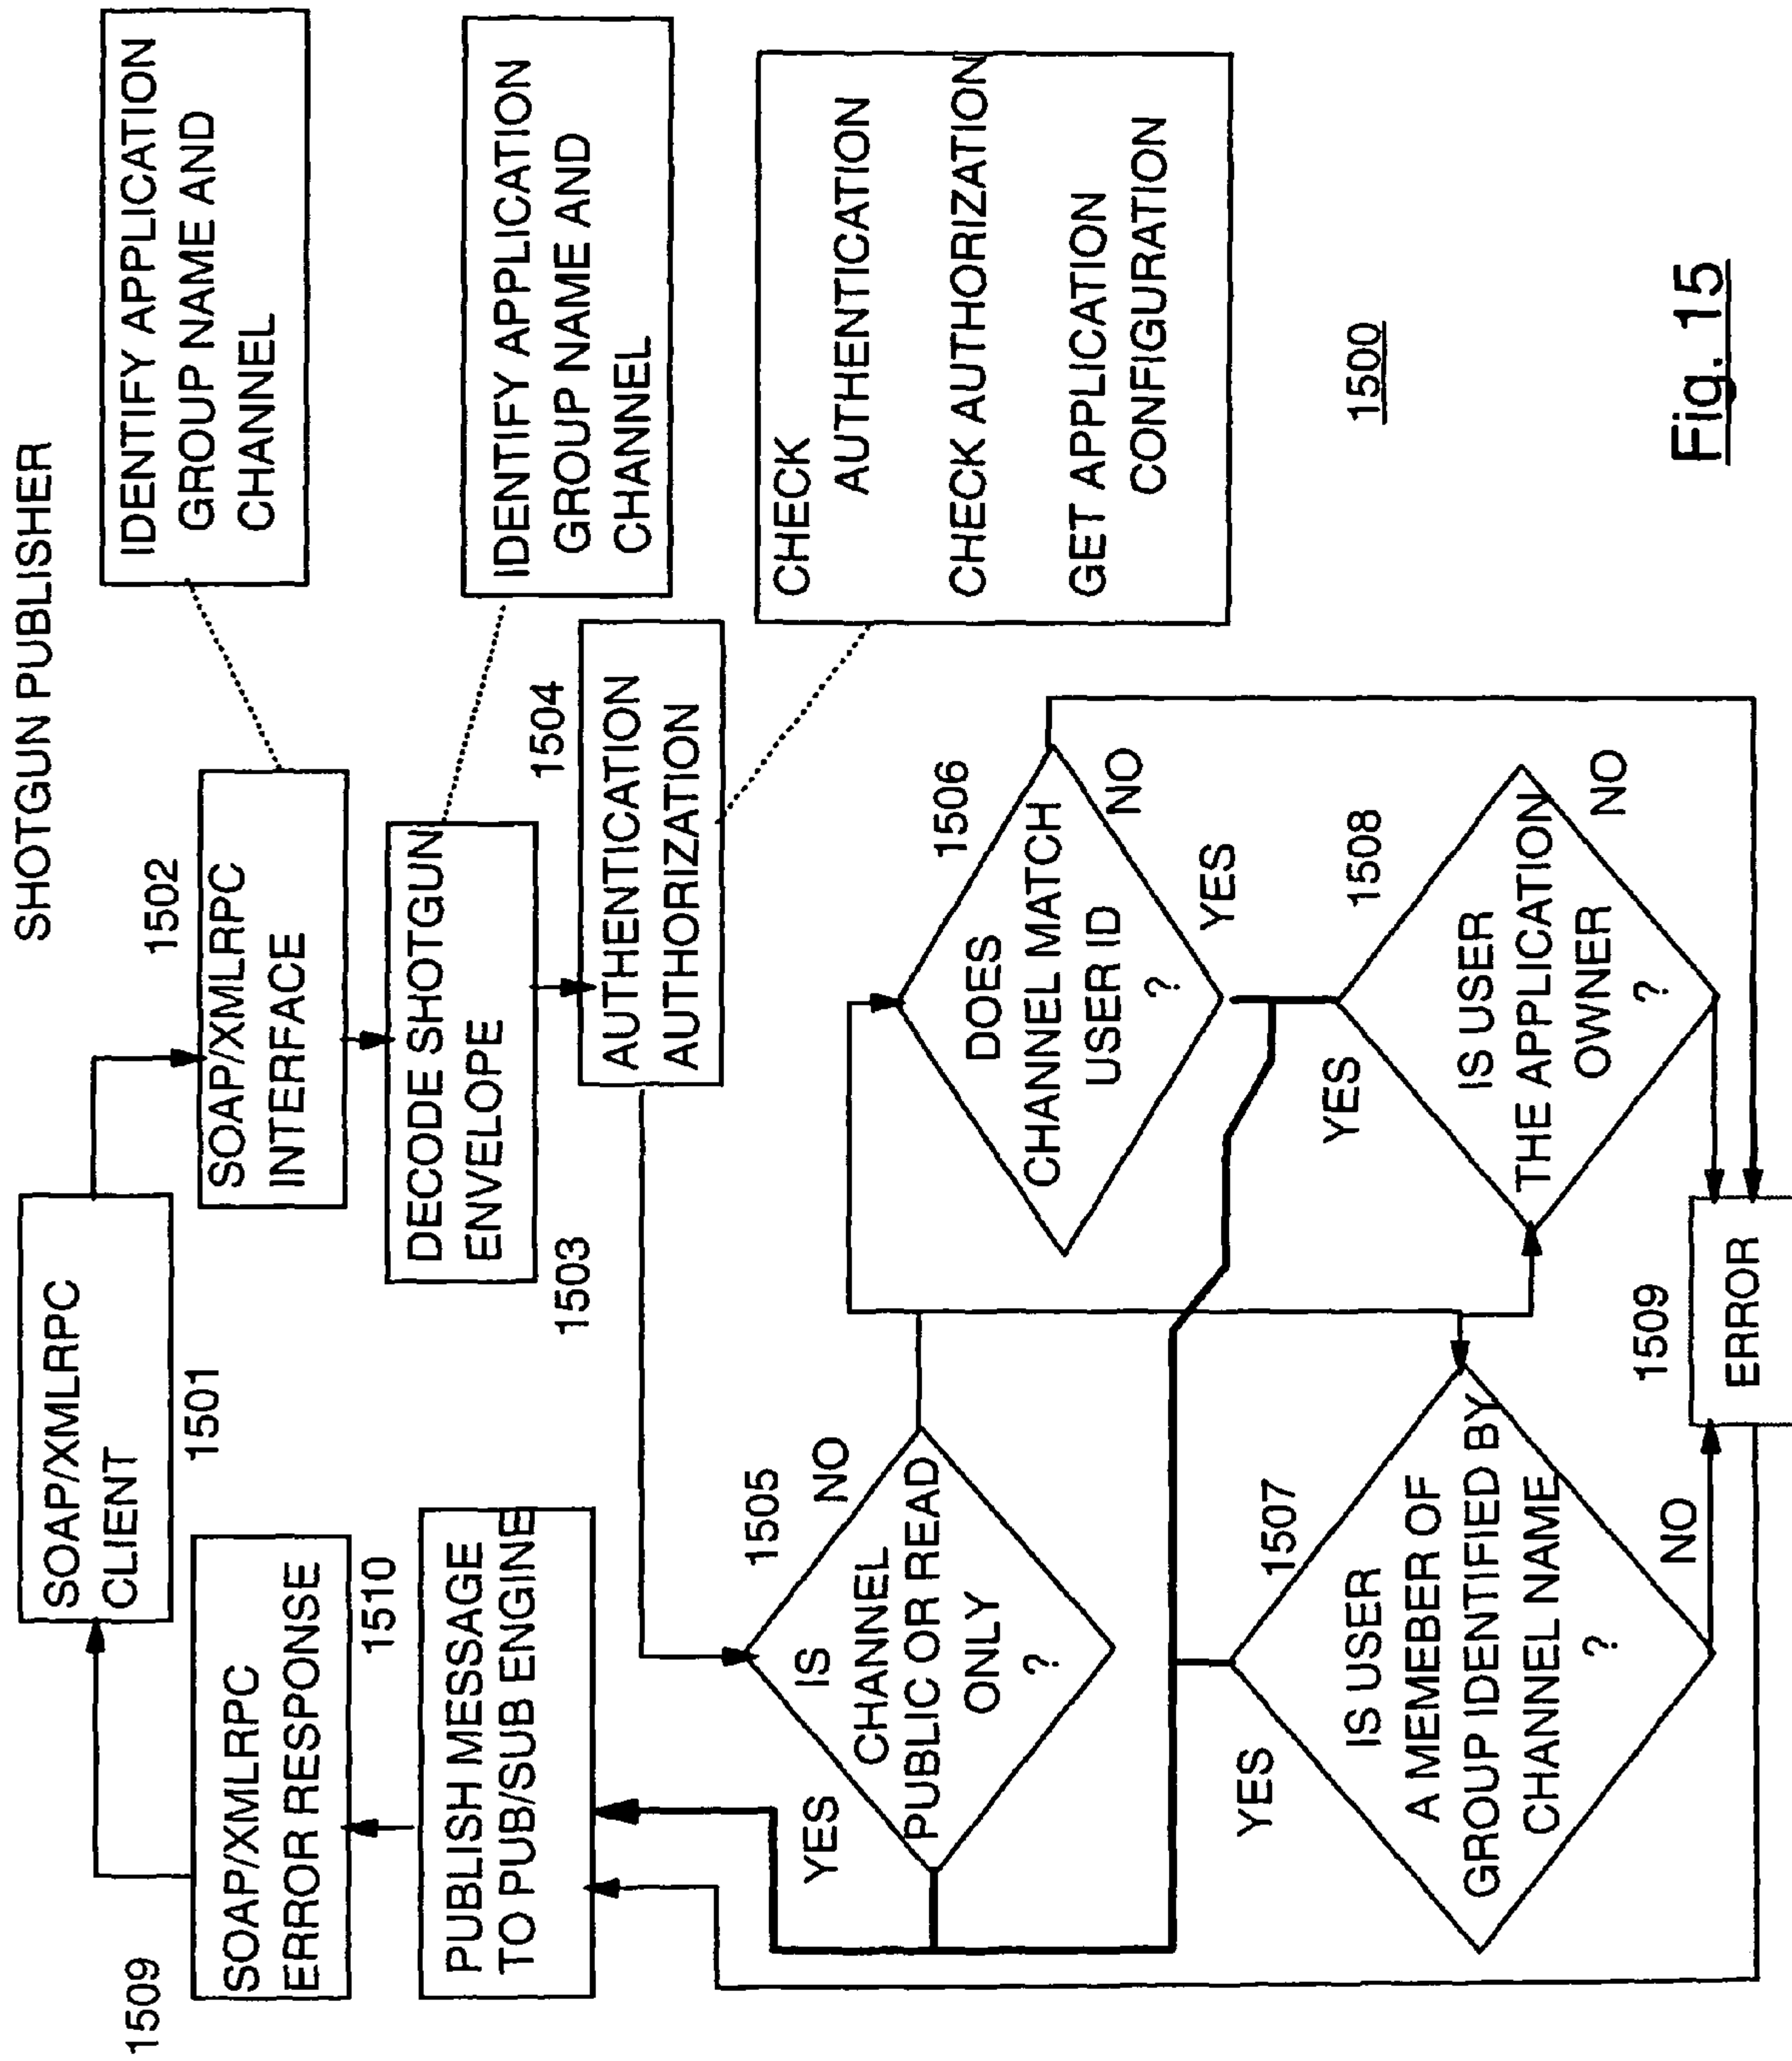 SHOTGUN PUBLISHER
SOAP/XMLRPC
CLIENT
1501
1502
SOAP/XMLRPC
INTERFACE
IDENTIFY APPLICATION
GROUP NAME AND
CHANNEL
1509
SOAP/XMLRPC
ERROR RESPONSE
1510
DECODE SHOTGUN
ENVELOPE
1503
IDENTIFY APPLICATION
GROUP NAME AND
CHANNEL
PUBLISH MESSAGE
TO PUB/SUB ENGINE
1504
AUTHENTICATION
AUTHORIZATION
CHECK
AUTHENTICATION
CHECK AUTHORIZATION
GET APPLICATION
CONFIGURATION
1505
IS
CHANNEL
PUBLIC OR READ
ONLY
?
YES
NO
1506
DOES
CHANNEL MATCH
USER ID
?
NO
YES
1507
IS USER
A MEMEBER OF
GROUP IDENTIFIED BY
CHANNEL NAME
?
YES
NO
1508
IS USER
THE APPLICATION
OWNER
?
YES
NO
1509
ERROR
1500
Fig. 15